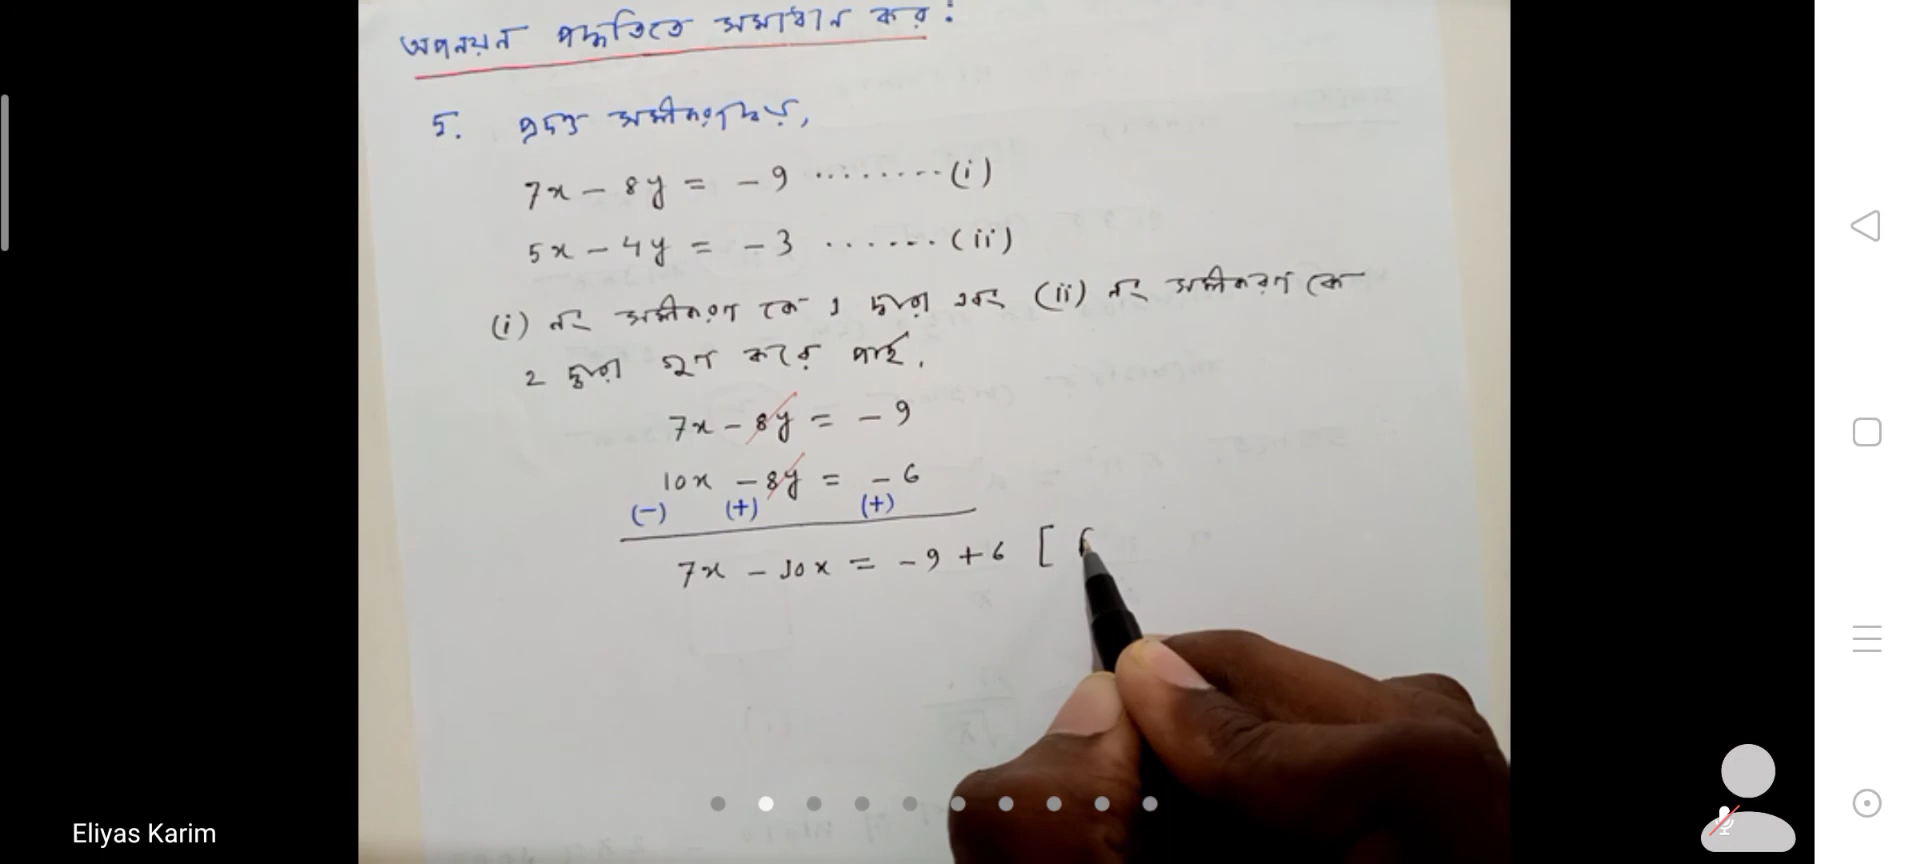 অপনয়ন পদ্ধতিতে সমাধান কর :
5. প্রদত্ত সমীকরণদ্বয়,
7x - 8y = - 9 ········(i)
5x - 4y = - 3 ······(ii)
(i) নং সমীকরণ কে 1 দ্বারা এবং (ii) নং সমীকরণ কে
2 দ্বারা গুণ করে পাই,
7x - 8y = - 9
10x - 8y = - 6
(-) (+) (+)
7x - 10x = - 9 + 6 [
Eliyas Karim